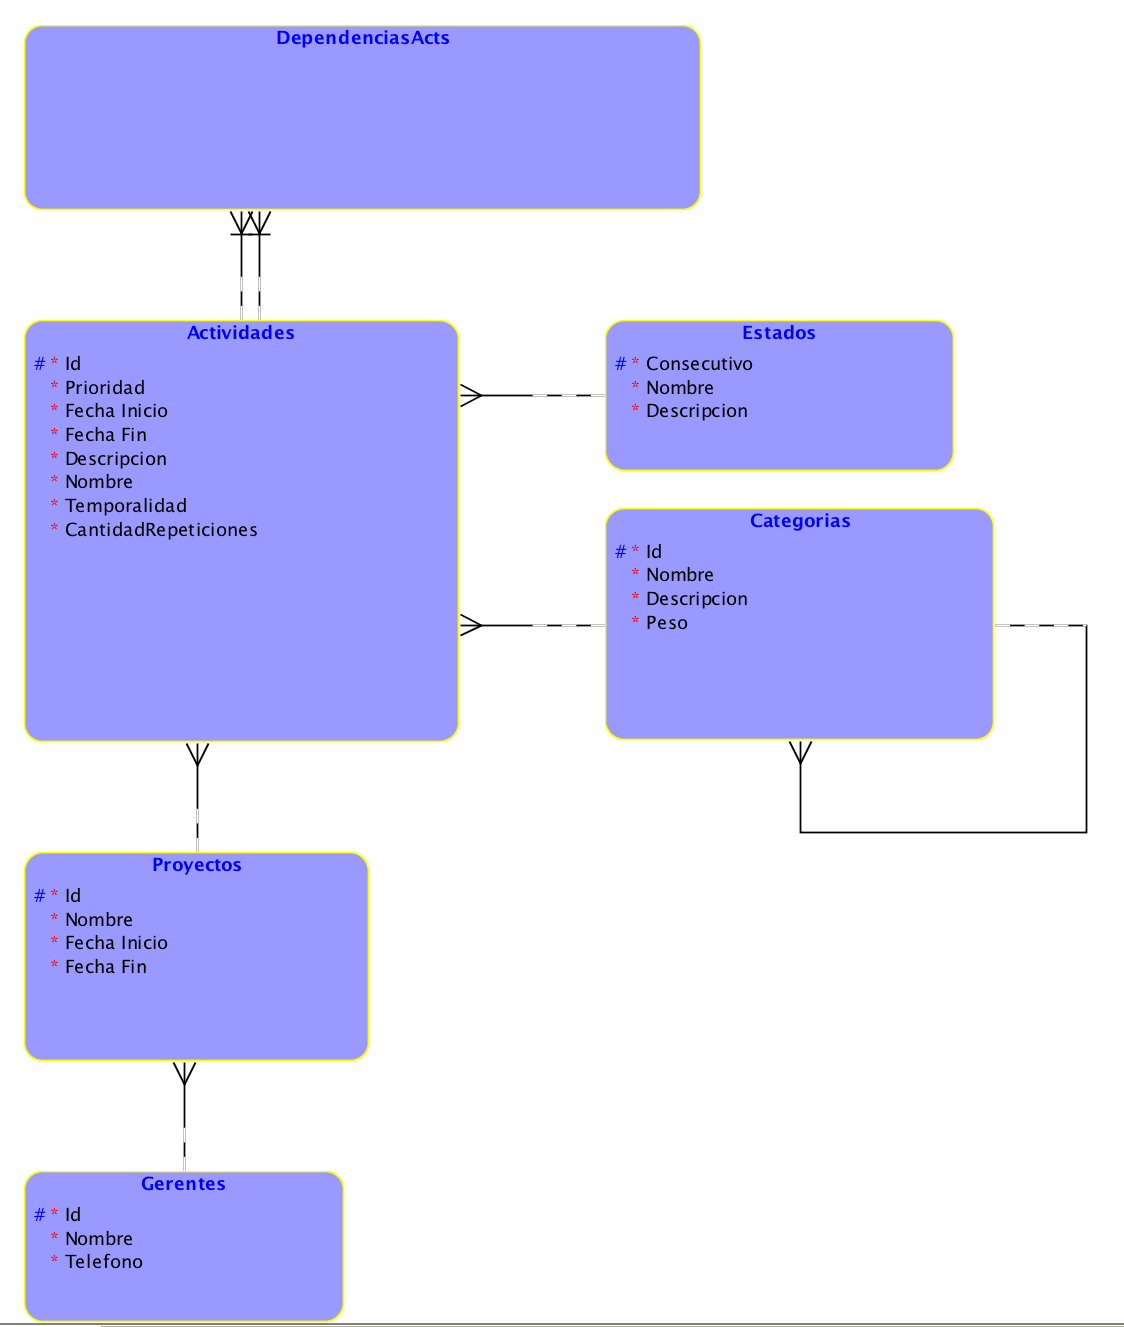 DependenciasActs
Actividades
# * Id
* Prioridad
* Fecha Inicio
* Fecha Fin
* Descripcion
* Nombre
* Temporalidad
* CantidadRepeticiones
Estados
# * Consecutivo
* Nombre
* Descripcion
Categorias
# * Id
* Nombre
* Descripcion
* Peso
Proyectos
# * Id
* Nombre
* Fecha Inicio
* Fecha Fin
Gerentes
# * Id
* Nombre
* Telefono